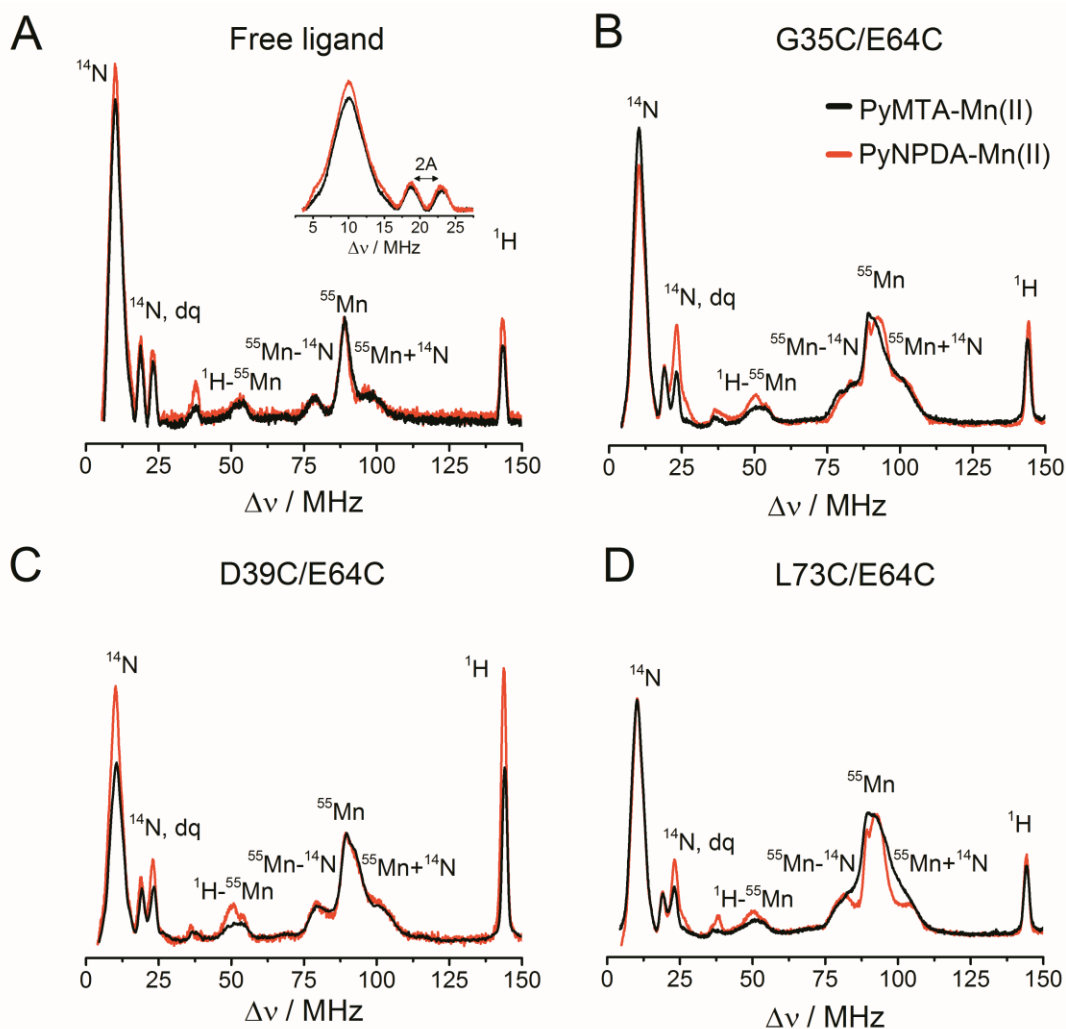 A
Free ligand
¹⁴N
2A
5 10 15 20 25
Δν / MHz
¹⁴N, dq
¹H-⁵⁵Mn
⁵⁵Mn-¹⁴N
⁵⁵Mn
⁵⁵Mn+¹⁴N
¹H
0 25 50 75 100 125 150
Δν / MHz
B
G35C/E64C
¹⁴N
PyMTA-Mn(II)
PyNPDA-Mn(II)
¹⁴N, dq
¹H-⁵⁵Mn
⁵⁵Mn-¹⁴N
⁵⁵Mn
⁵⁵Mn+¹⁴N
¹H
0 25 50 75 100 125 150
Δν / MHz
C
D39C/E64C
¹⁴N
¹⁴N, dq
¹H-⁵⁵Mn
⁵⁵Mn-¹⁴N
⁵⁵Mn
⁵⁵Mn+¹⁴N
¹H
0 25 50 75 100 125 150
Δν / MHz
D
L73C/E64C
¹⁴N
¹⁴N, dq
¹H-⁵⁵Mn
⁵⁵Mn-¹⁴N
⁵⁵Mn
⁵⁵Mn+¹⁴N
¹H
0 25 50 75 100 125 150
Δν / MHz